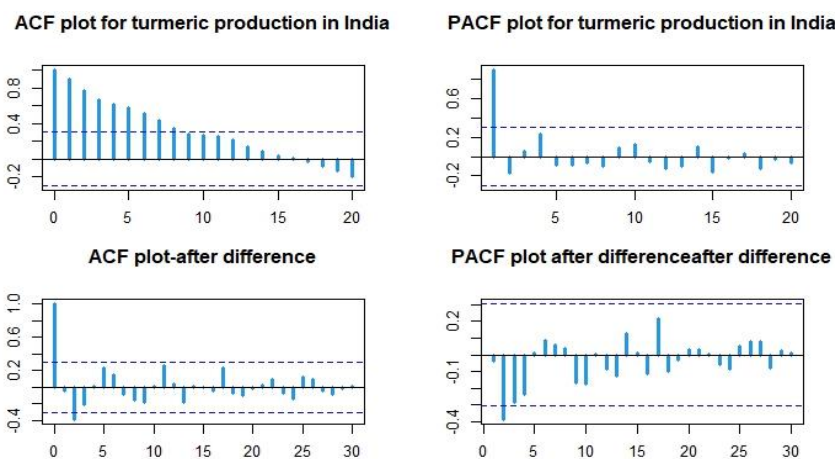 ACF plot for turmeric production in India
PACF plot for turmeric production in India
0.8
0.4
-0.2
0 5 10 15 20
0.6
0.2
-0.2
5 10 15 20
ACF plot-after difference
PACF plot after differenceafter difference
1.0
0.6
0.2
-0.4
0 5 10 15 20 25 30
0.2
-0.1
-0.4
0 5 10 15 20 25 30